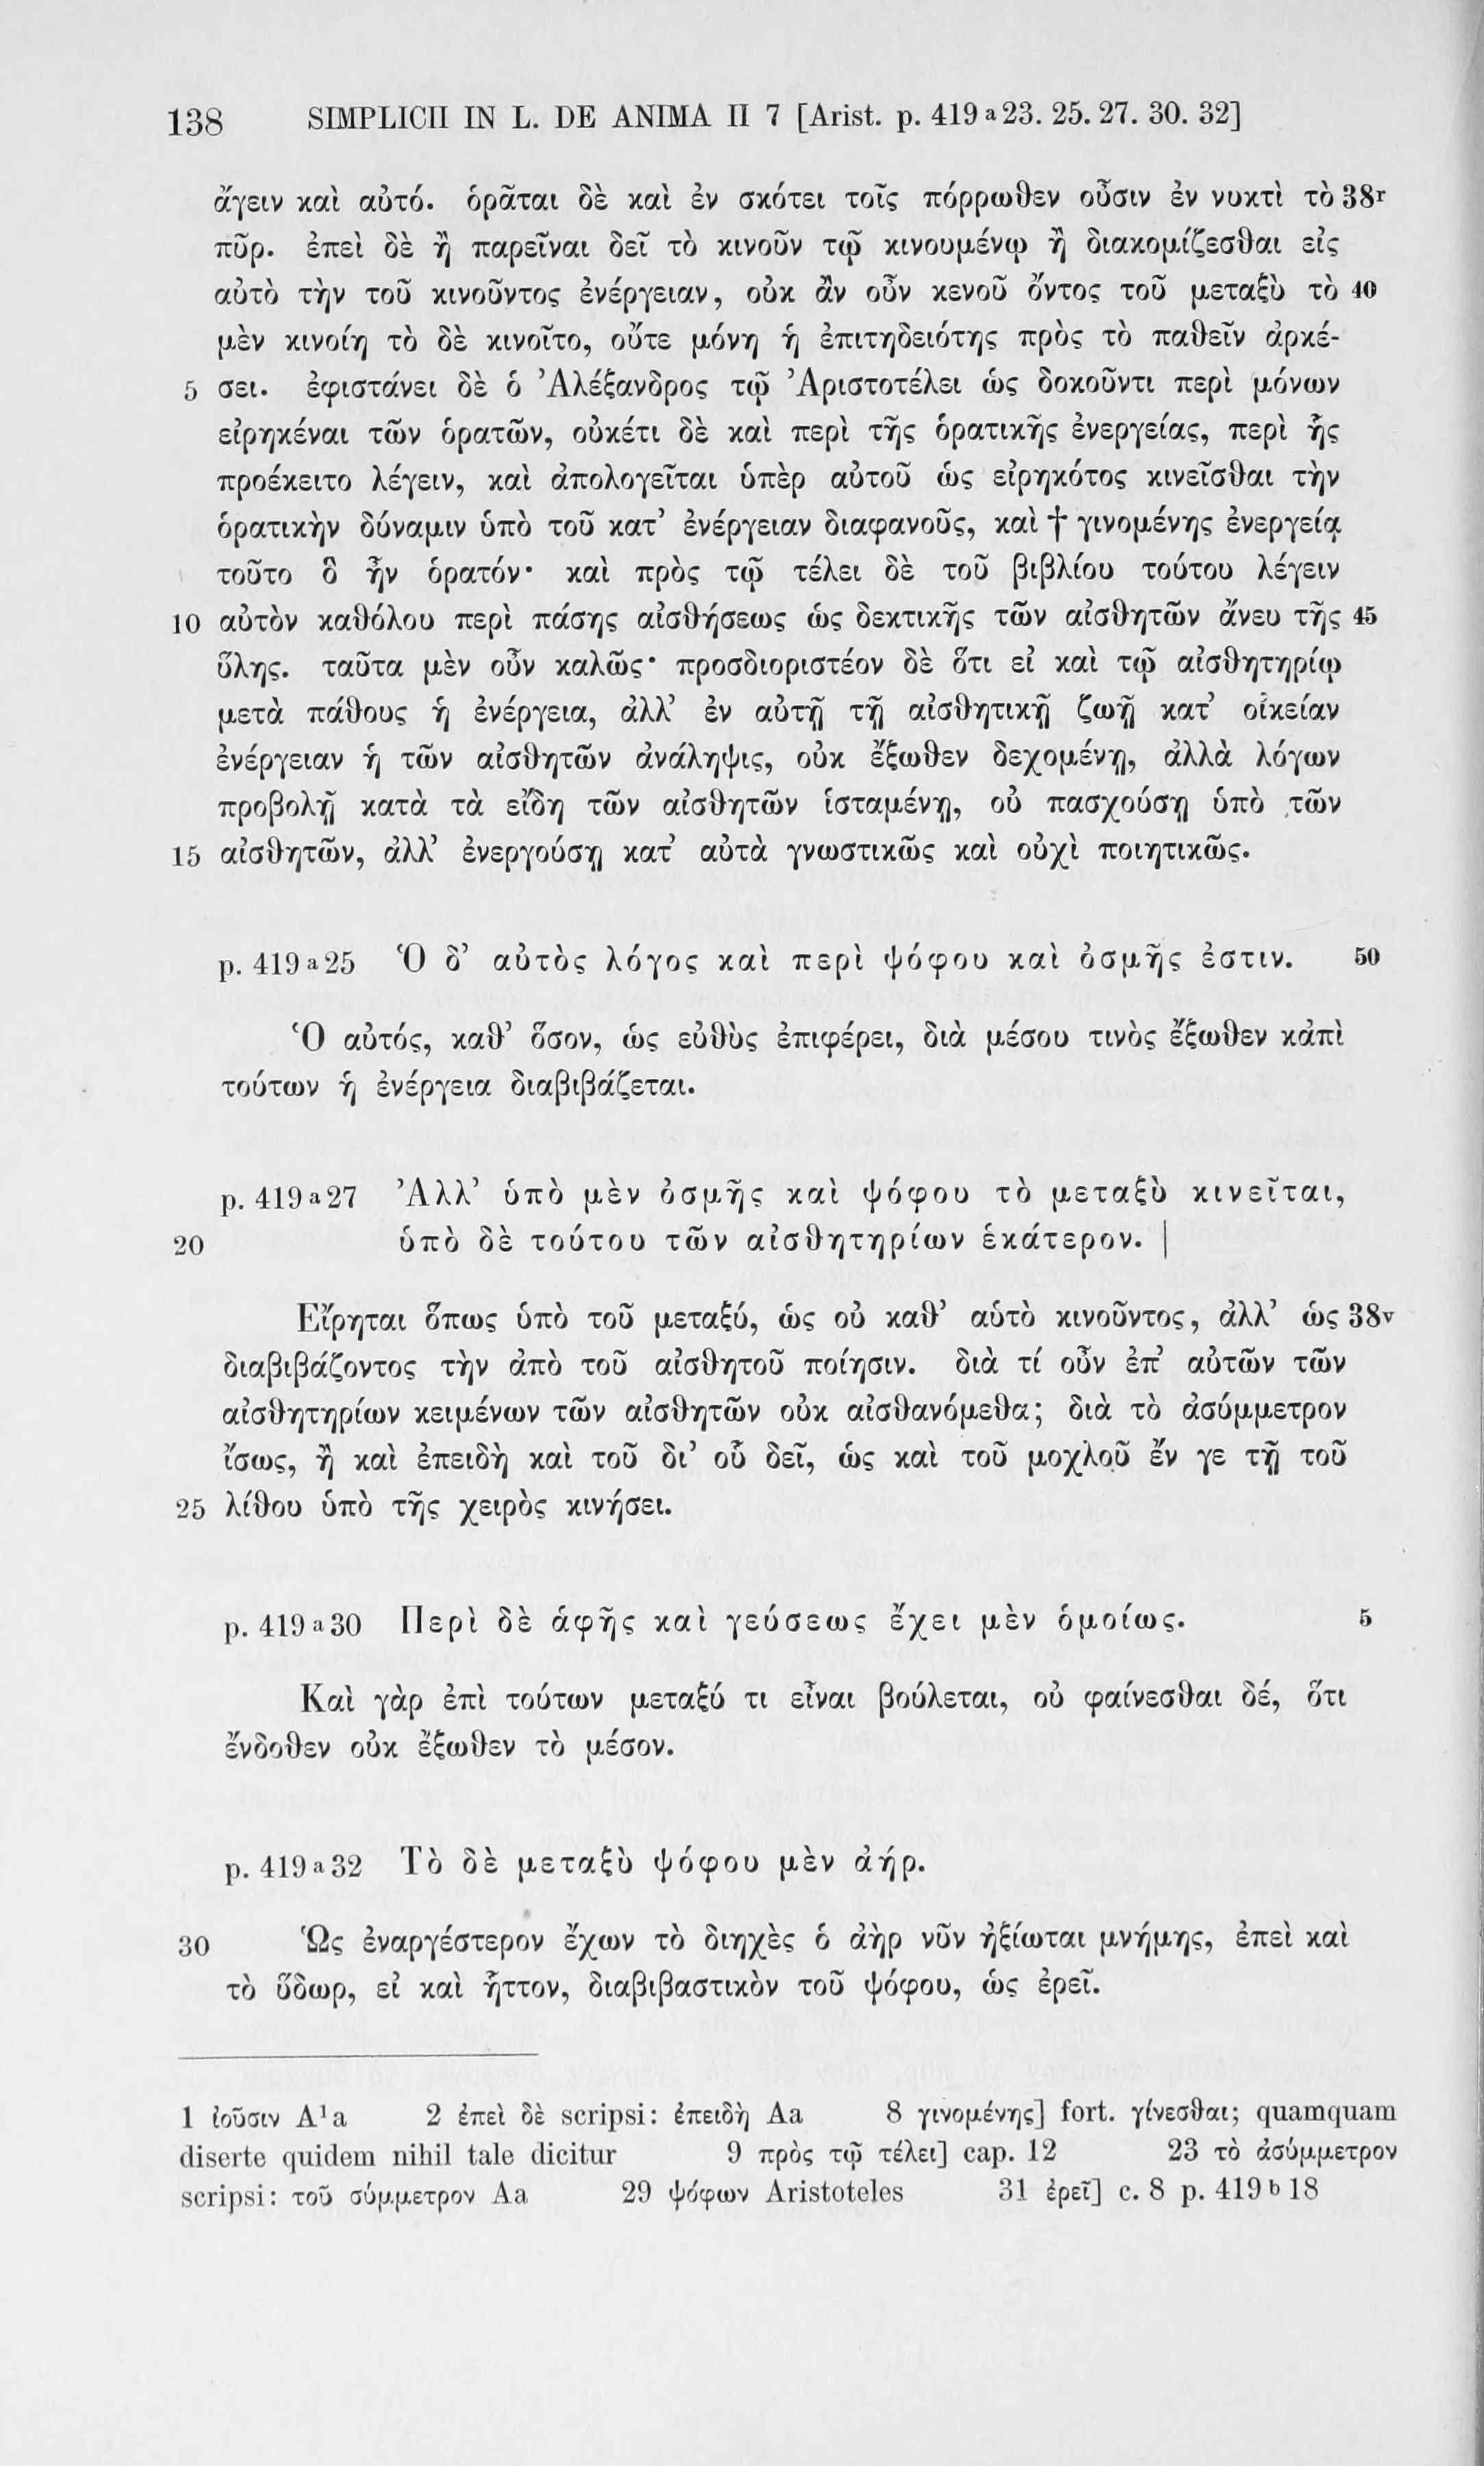 138 SIMPLICII IN L. DE ANIMA II 7 [Arist. p. 419 a 23. 25. 27. 30. 32]
ἄγειν καὶ αὐτό. ὁρᾶται δὲ καὶ ἐν σκότει τοῖς πόρρωθεν οὖσιν ἐν νυκτὶ τὸ 38r
πῦρ. ἐπεὶ δὲ ἢ παρεῖναι δεῖ τὸ κινοῦν τῷ κινουμένῳ ἢ διακομίζεσθαι εἰς
αὐτὸ τὴν τοῦ κινοῦντος ἐνέργειαν, οὐκ ἂν οὖν κενοῦ ὄντος τοῦ μεταξὺ τὸ 40
μὲν κινοίη τὸ δὲ κινοῖτο, οὔτε μόνη ἡ ἐπιτηδειότης πρὸς τὸ παθεῖν ἀρκέ-
5 σει. ἐφιστάνει δὲ ὁ Ἀλέξανδρος τῷ Ἀριστοτέλει ὡς δοκοῦντι περὶ μόνων
εἰρηκέναι τῶν ὁρατῶν, οὐκέτι δὲ καὶ περὶ τῆς ὁρατικῆς ἐνεργείας, περὶ ἧς
προέκειτο λέγειν, καὶ ἀπολογεῖται ὑπὲρ αὐτοῦ ὡς εἰρηκότος κινεῖσθαι τὴν
ὁρατικὴν δύναμιν ὑπὸ τοῦ κατ’ ἐνέργειαν διαφανοῦς, καὶ † γινομένης ἐνεργείᾳ
τοῦτο ὃ ἦν ὁρατόν· καὶ πρὸς τῷ τέλει δὲ τοῦ βιβλίου τούτου λέγειν
10 αὐτὸν καθόλου περὶ πάσης αἰσθήσεως ὡς δεκτικῆς τῶν αἰσθητῶν ἄνευ τῆς 45
ὕλης. ταῦτα μὲν οὖν καλῶς· προσδιοριστέον δὲ ὅτι εἰ καὶ τῷ αἰσθητηρίῳ
μετὰ πάθους ἡ ἐνέργεια, ἀλλ’ ἐν αὐτῇ τῇ αἰσθητικῇ ζωῇ κατ’ οἰκείαν
ἐνέργειαν ἡ τῶν αἰσθητῶν ἀνάληψις, οὐκ ἔξωθεν δεχομένῃ, ἀλλὰ λόγων
προβολῇ κατὰ τὰ εἴδη τῶν αἰσθητῶν ἱσταμένῃ, οὐ πασχούσῃ ὑπὸ τῶν
15 αἰσθητῶν, ἀλλ’ ἐνεργούσῃ κατ’ αὐτὰ γνωστικῶς καὶ οὐχὶ ποιητικῶς.
p. 419 a 25 Ὁ δ’ αὐτὸς λόγος καὶ περὶ ψόφου καὶ ὀσμῆς ἐστιν. 50
Ὁ αὐτός, καθ’ ὅσον, ὡς εὐθὺς ἐπιφέρει, διὰ μέσου τινὸς ἔξωθεν κἀπὶ
τούτων ἡ ἐνέργεια διαβιβάζεται.
p. 419 a 27 Ἀλλ’ ὑπὸ μὲν ὀσμῆς καὶ ψόφου τὸ μεταξὺ κινεῖται,
20 ὑπὸ δὲ τούτου τῶν αἰσθητηρίων ἑκάτερον. |
Εἴρηται ὅπως ὑπὸ τοῦ μεταξύ, ὡς οὐ καθ’ αὑτὸ κινοῦντος, ἀλλ’ ὡς 38v
διαβιβάζοντος τὴν ἀπὸ τοῦ αἰσθητοῦ ποίησιν. διὰ τί οὖν ἐπ’ αὐτῶν τῶν
αἰσθητηρίων κειμένων τῶν αἰσθητῶν οὐκ αἰσθανόμεθα; διὰ τὸ ἀσύμμετρον
ἴσως, ἢ καὶ ἐπειδὴ καὶ τοῦ δι’ οὗ δεῖ, ὡς καὶ τοῦ μοχλοῦ ἔν γε τῇ τοῦ
25 λίθου ὑπὸ τῆς χειρὸς κινήσει.
p. 419 a 30 Περὶ δὲ ἁφῆς καὶ γεύσεως ἔχει μὲν ὁμοίως. 5
Καὶ γὰρ ἐπὶ τούτων μεταξύ τι εἶναι βούλεται, οὐ φαίνεσθαι δέ, ὅτι
ἔνδοθεν οὐκ ἔξωθεν τὸ μέσον.
p. 419 a 32 Τὸ δὲ μεταξὺ ψόφου μὲν ἀήρ.
30 Ὡς ἐναργέστερον ἔχων τὸ διηχὲς ὁ ἀὴρ νῦν ἠξίωται μνήμης, ἐπεὶ καὶ
τὸ ὕδωρ, εἰ καὶ ἧττον, διαβιβαστικὸν τοῦ ψόφου, ὡς ἐρεῖ.
1 ἰοῦσιν A¹a 2 ἐπεὶ δὲ scripsi: ἐπειδὴ Aa 8 γινομένης] fort. γίνεσθαι; quamquam
diserte quidem nihil tale dicitur 9 πρὸς τῷ τέλει] cap. 12 23 τὸ ἀσύμμετρον
scripsi: τοῦ σύμμετρον Aa 29 ψόφων Aristoteles 31 ἐρεῖ] c. 8 p. 419 b 18